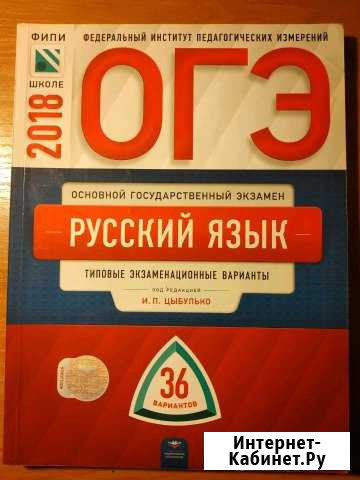 ФИПИ
ШКОЛЕ
ФЕДЕРАЛЬНЫЙ ИНСТИТУТ ПЕДАГОГИЧЕСКИХ ИЗМЕРЕНИЙ
2018
ОГЭ
ОСНОВНОЙ ГОСУДАРСТВЕННЫЙ ЭКЗАМЕН
РУССКИЙ ЯЗЫК
ТИПОВЫЕ ЭКЗАМЕНАЦИОННЫЕ ВАРИАНТЫ
ПОД РЕДАКЦИЕЙ
И. П. ЦЫБУЛЬКО
36
ВАРИАНТОВ
Интернет-
Кабинет.Ру